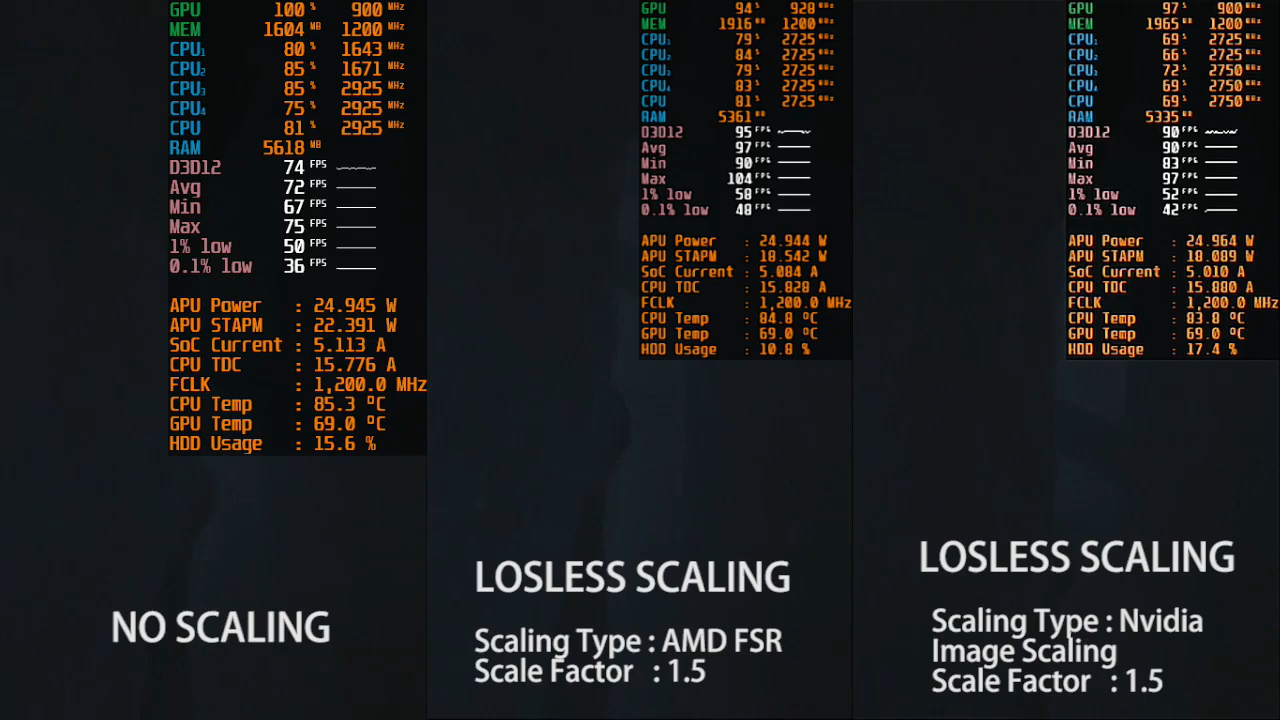 GPU 100 % 900 MHz
MEM 1604 MB 1200 MHz
CPU1 80 % 1643 MHz
CPU2 85 % 1671 MHz
CPU3 85 % 2925 MHz
CPU4 75 % 2925 MHz
CPU 81 % 2925 MHz
RAM 5618 MB
D3D12 74 FPS
Avg 72 FPS
Min 67 FPS
Max 75 FPS
1% low 50 FPS
0.1% low 36 FPS
APU Power : 24.945 W
APU STAPM : 22.391 W
SoC Current : 5.113 A
CPU TDC : 15.776 A
FCLK : 1,200.0 MHz
CPU Temp : 85.3 ºC
GPU Temp : 69.0 ºC
HDD Usage : 15.6 %
NO SCALING
GPU 94 % 928 MHz
MEM 1916 MB 1200 MHz
CPU1 79 % 2725 MHz
CPU2 84 % 2725 MHz
CPU3 79 % 2725 MHz
CPU4 83 % 2725 MHz
CPU 81 % 2725 MHz
RAM 5361 MB
D3D12 95 FPS
Avg 97 FPS
Min 90 FPS
Max 104 FPS
1% low 58 FPS
0.1% low 48 FPS
APU Power : 24.944 W
APU STAPM : 18.542 W
SoC Current : 5.084 A
CPU TDC : 15.828 A
FCLK : 1,200.0 MHz
CPU Temp : 84.8 ºC
GPU Temp : 69.0 ºC
HDD Usage : 10.8 %
LOSLESS SCALING
Scaling Type : AMD FSR
Scale Factor : 1.5
GPU 97 % 900 MHz
MEM 1965 MB 1200 MHz
CPU1 69 % 2725 MHz
CPU2 66 % 2725 MHz
CPU3 72 % 2750 MHz
CPU4 69 % 2750 MHz
CPU 69 % 2750 MHz
RAM 5335 MB
D3D12 90 FPS
Avg 90 FPS
Min 83 FPS
Max 97 FPS
1% low 52 FPS
0.1% low 42 FPS
APU Power : 24.964 W
APU STAPM : 18.089 W
SoC Current : 5.010 A
CPU TDC : 15.880 A
FCLK : 1,200.0 MHz
CPU Temp : 83.8 ºC
GPU Temp : 69.0 ºC
HDD Usage : 17.4 %
LOSLESS SCALING
Scaling Type : Nvidia
Image Scaling
Scale Factor : 1.5